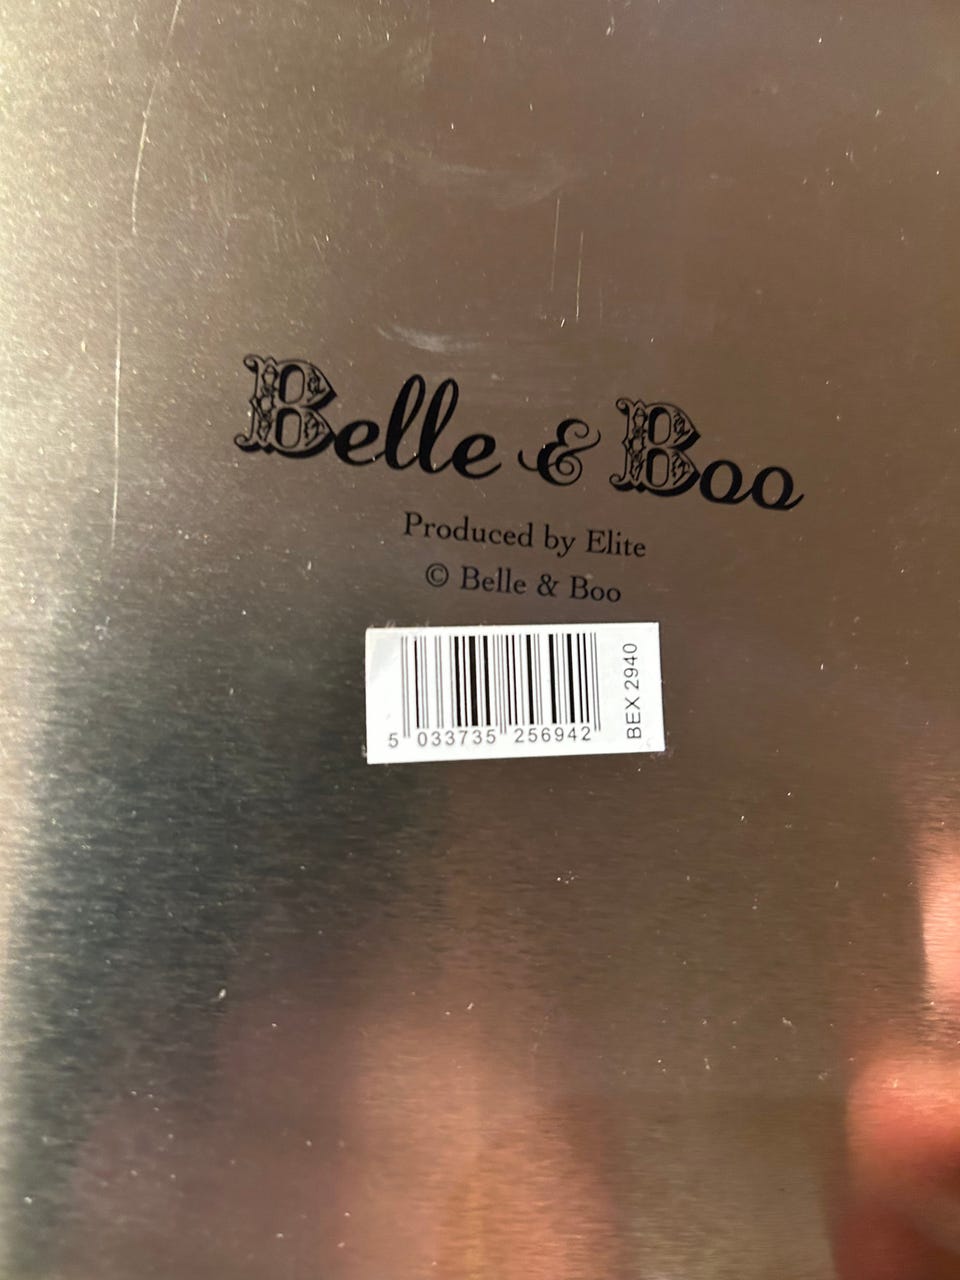 Belle & Boo
Produced by Elite
© Belle & Boo
5 033735 256942
BEX 2940